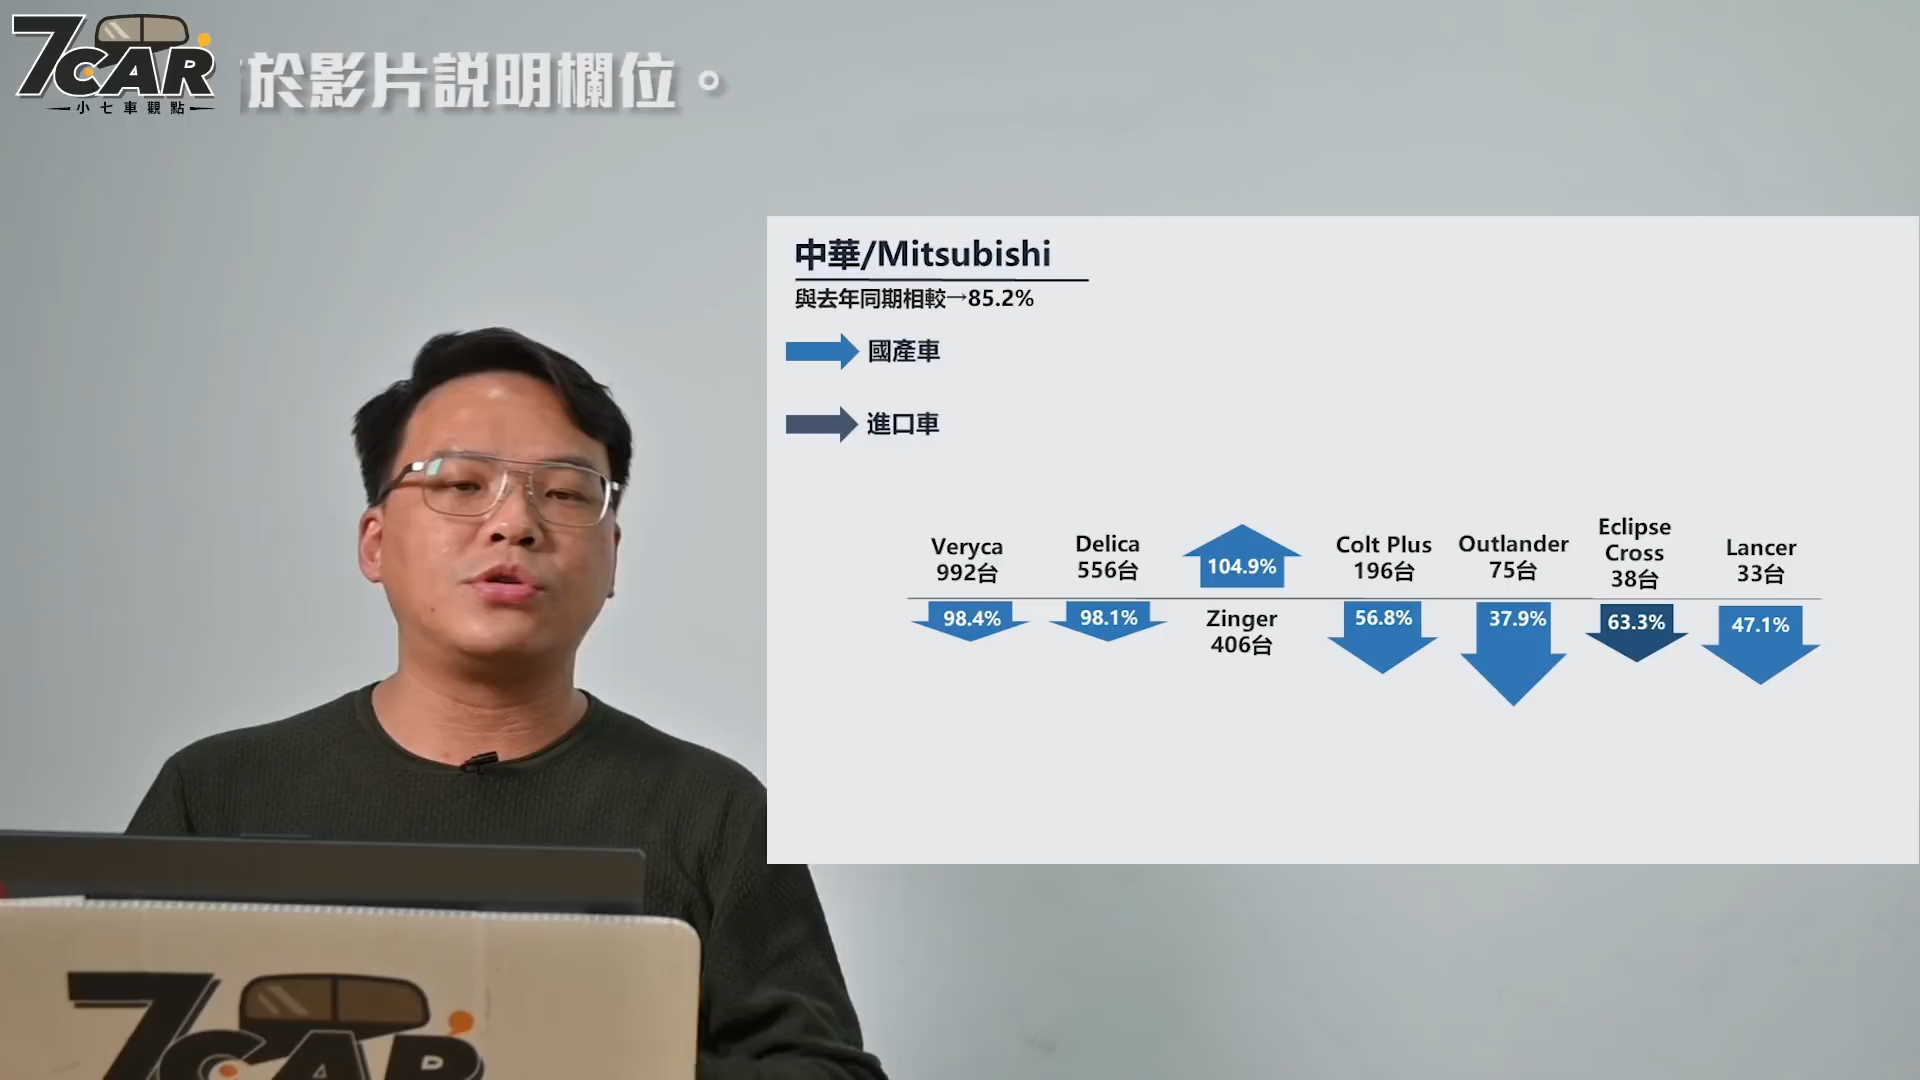 7CAR
小七車觀點
於影片説明欄位。
中華/Mitsubishi
與去年同期相較→85.2%
國產車
進口車
Veryca
992台
98.4%
Delica
556台
98.1%
104.9%
Zinger
406台
Colt Plus
196台
56.8%
Outlander
75台
37.9%
Eclipse
Cross
38台
63.3%
Lancer
33台
47.1%
7CAR